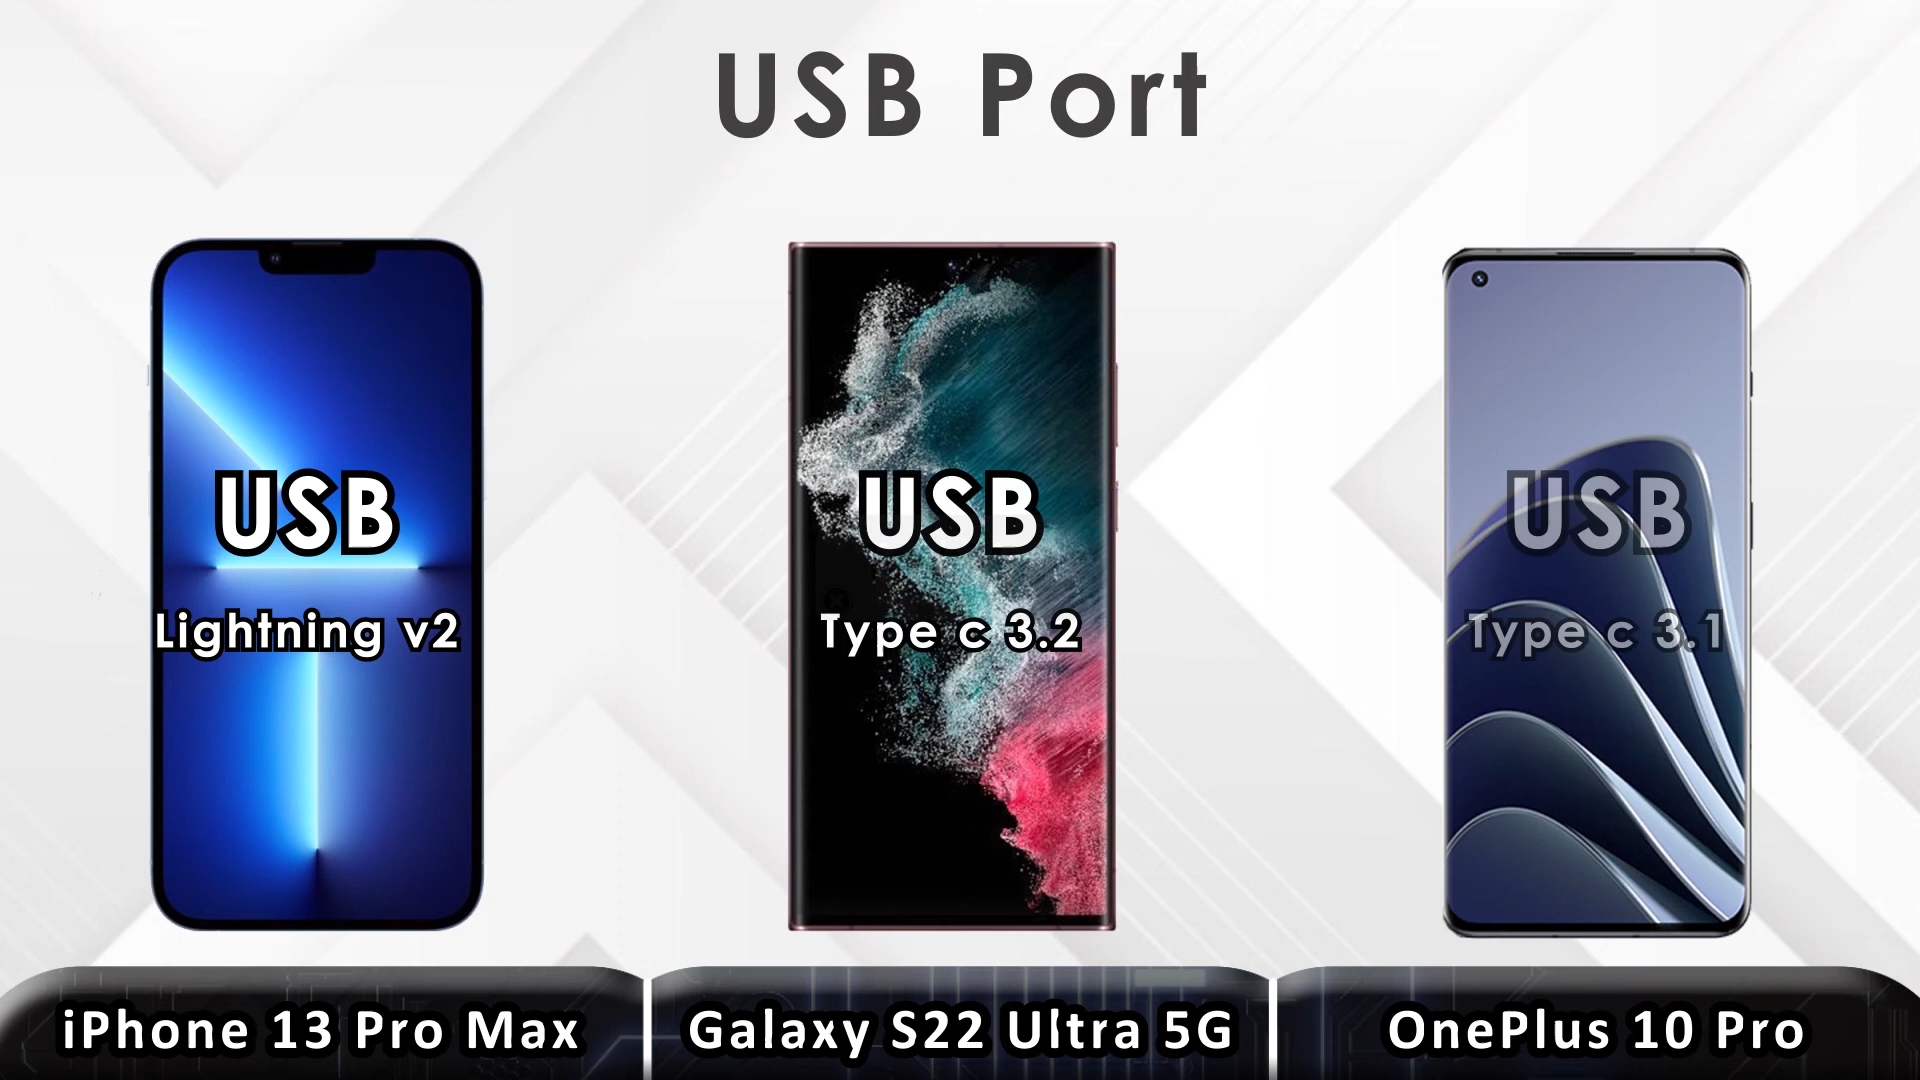 USB Port
USB
Lightning v2
USB
Type c 3.2
USB
Type c 3.1
iPhone 13 Pro Max
Galaxy S22 Ultra 5G
OnePlus 10 Pro